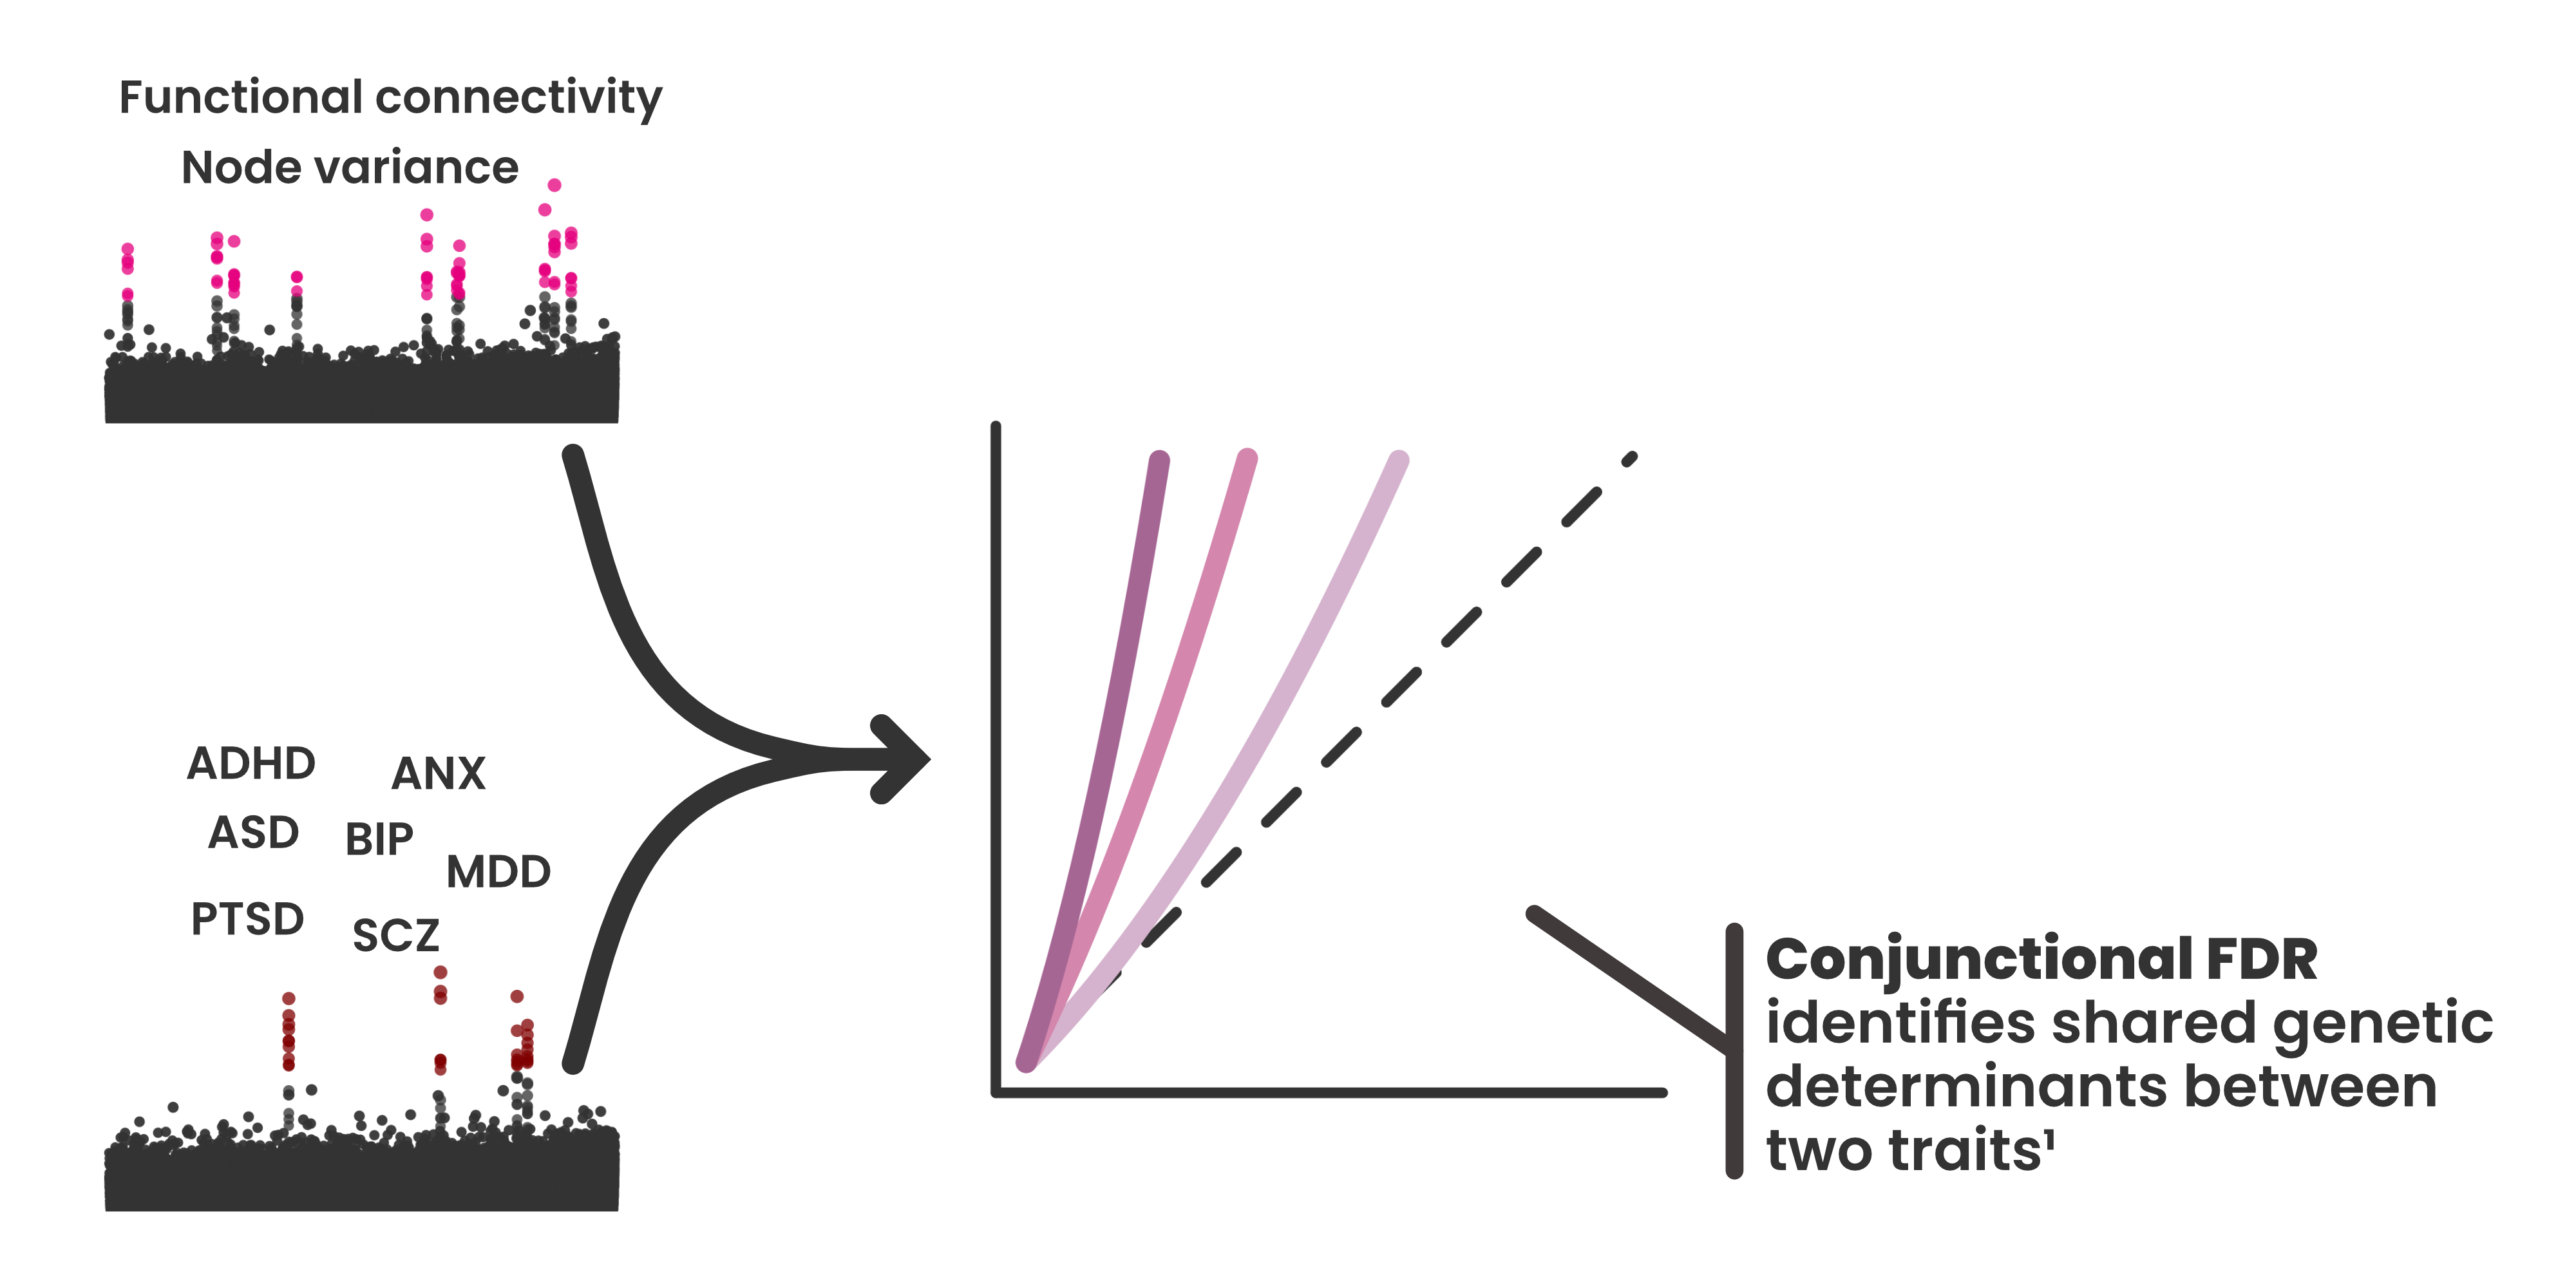 Functional connectivity
Node variance
ADHD
ANX
ASD
BIP
MDD
PTSD
SCZ
Conjunctional FDR
identifies shared genetic
determinants between
two traits¹